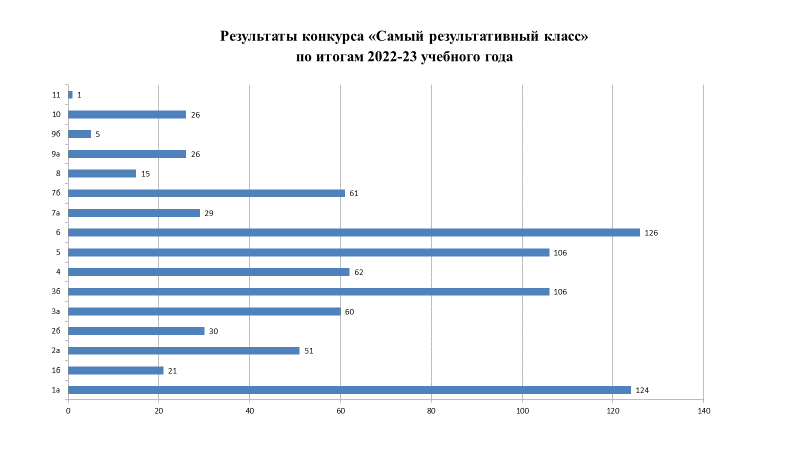 Результаты конкурса «Самый результативный класс»
по итогам 2022-23 учебного года
11 1
10 26
9б 5
9а 26
8 15
7б 61
7а 29
6 126
5 106
4 62
3б 106
3а 60
2б 30
2а 51
1б 21
1а 124
0 20 40 60 80 100 120 140